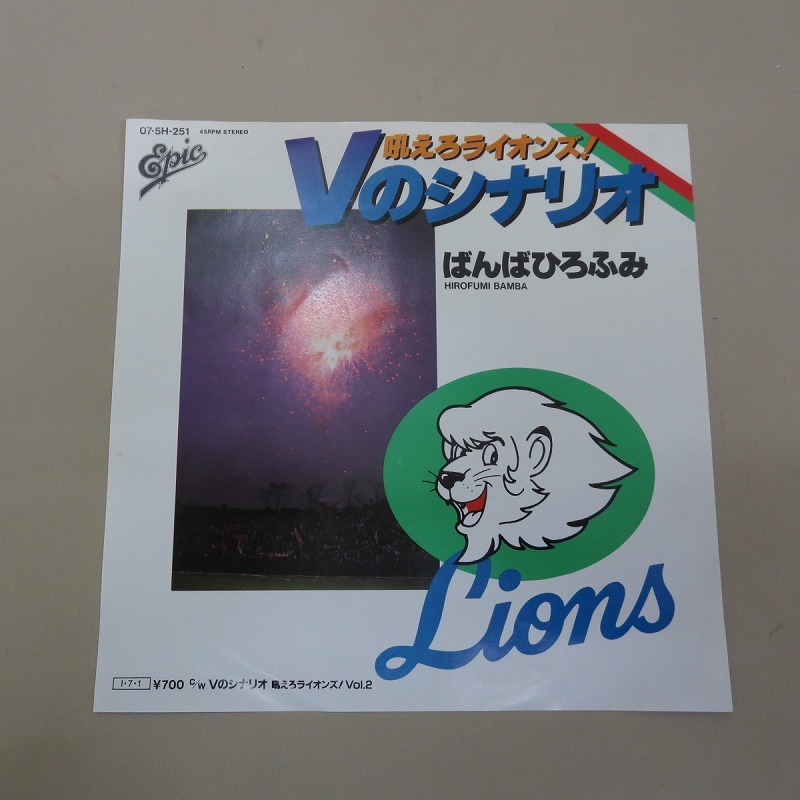 07・5H-251 45RPM STEREO
Epic
吼えろライオンズ!
Vのシナリオ
ばんばひろふみ
HIROFUMI BAMBA
Lions
I・7・1 ¥700 C/W Vのシナリオ 吼えろライオンズ! Vol.2